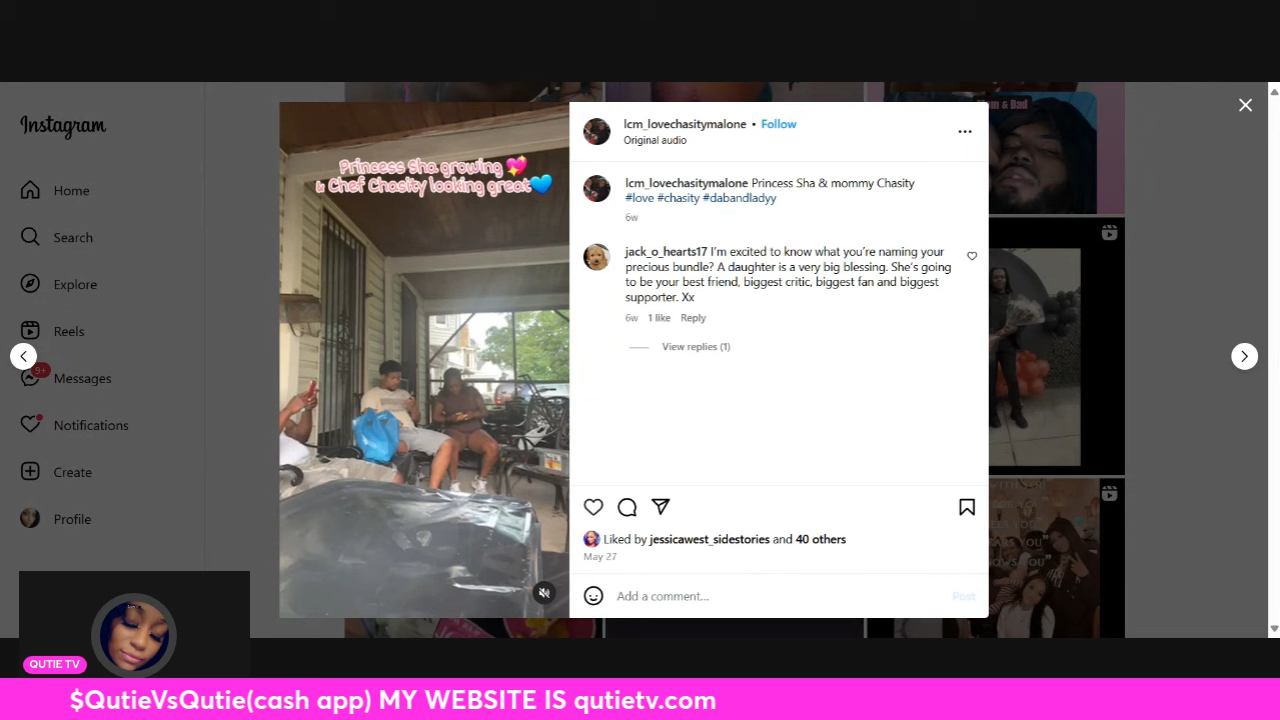 Instagram
Home
Search
Explore
Reels
9+
Messages
Notifications
Create
Profile
Princess Sha growing 💖
& Chef Chasity looking great💙
lcm_lovechasitymalone • Follow
Original audio
lcm_lovechasitymalone Princess Sha & mommy Chasity
#love #chasity #dabandladyy
6w
jack_o_hearts17 I'm excited to know what you're naming your
precious bundle? A daughter is a very big blessing. She's going
to be your best friend, biggest critic, biggest fan and biggest
supporter. Xx
6w 1 like Reply
View replies (1)
Liked by jessicawest_sidestories and 40 others
May 27
Add a comment...
Post
& Dad
QUTIE TV
$QutieVsQutie(cash app) MY WEBSITE IS qutietv.com